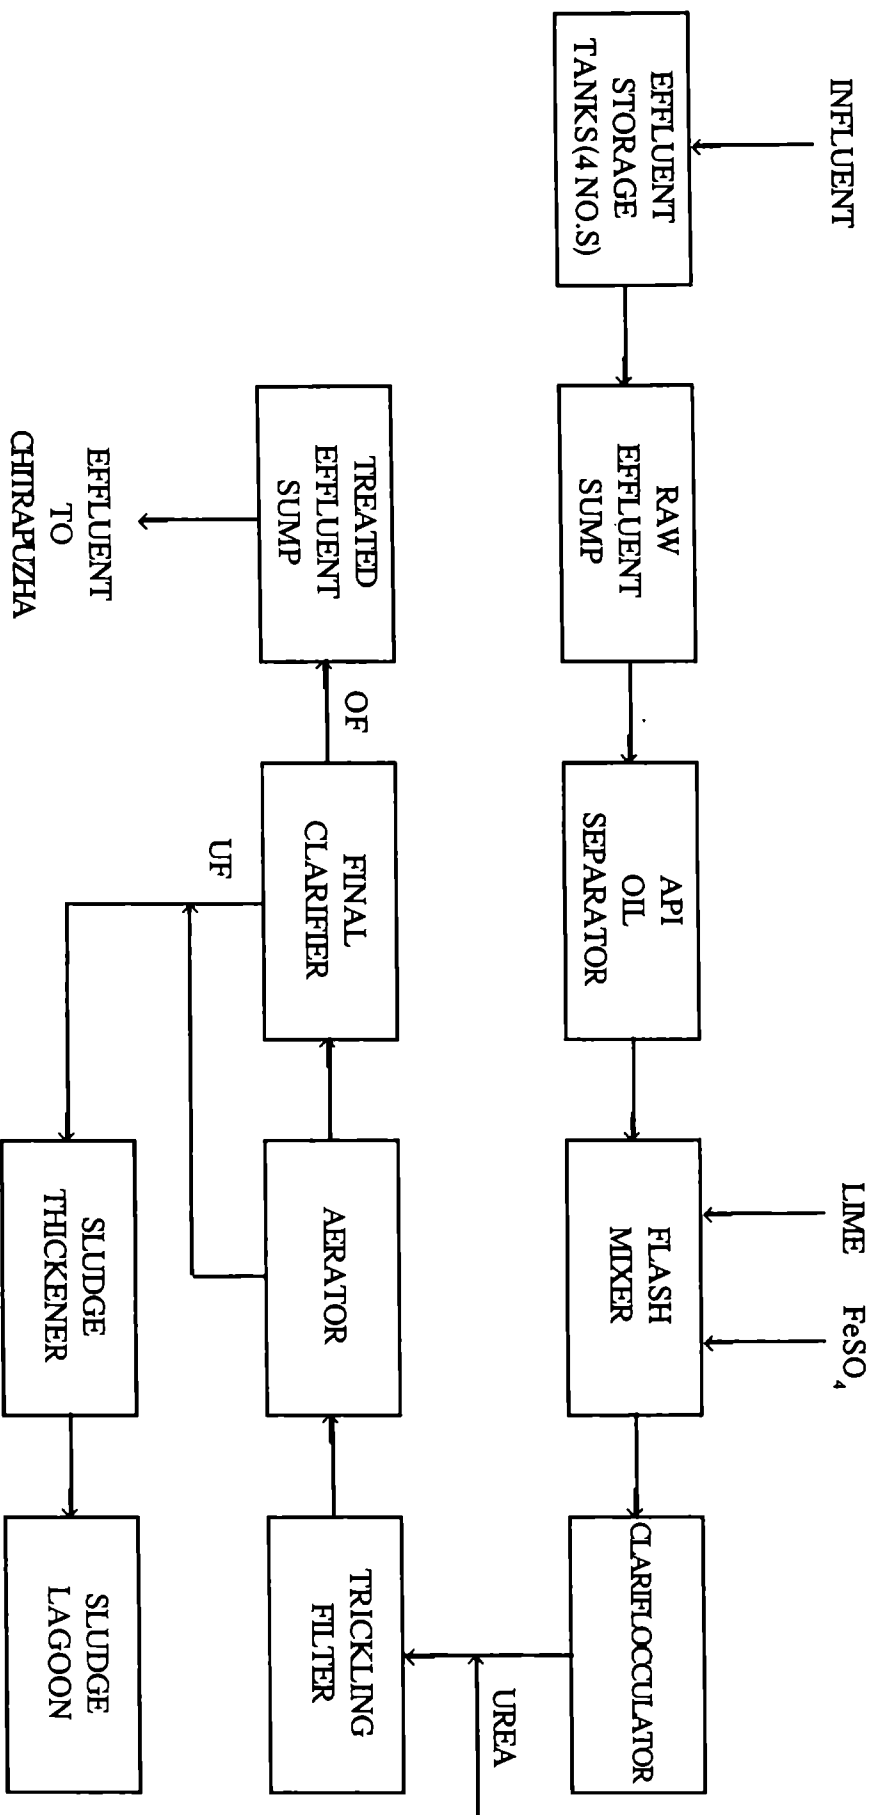 INFLUENT
EFFLUENT
STORAGE
TANKS(4 NO.S)
RAW
EFFLUENT
SUMP
API
OIL
SEPARATOR
LIME
FeSO₄
FLASH
MIXER
CLARIFLOCCULATOR
UREA
TRICKLING
FILTER
AERATOR
FINAL
CLARIFIER
OF
TREATED
EFFLUENT
SUMP
EFFLUENT
TO
CHITRAPUZHA
UF
SLUDGE
THICKENER
SLUDGE
LAGOON